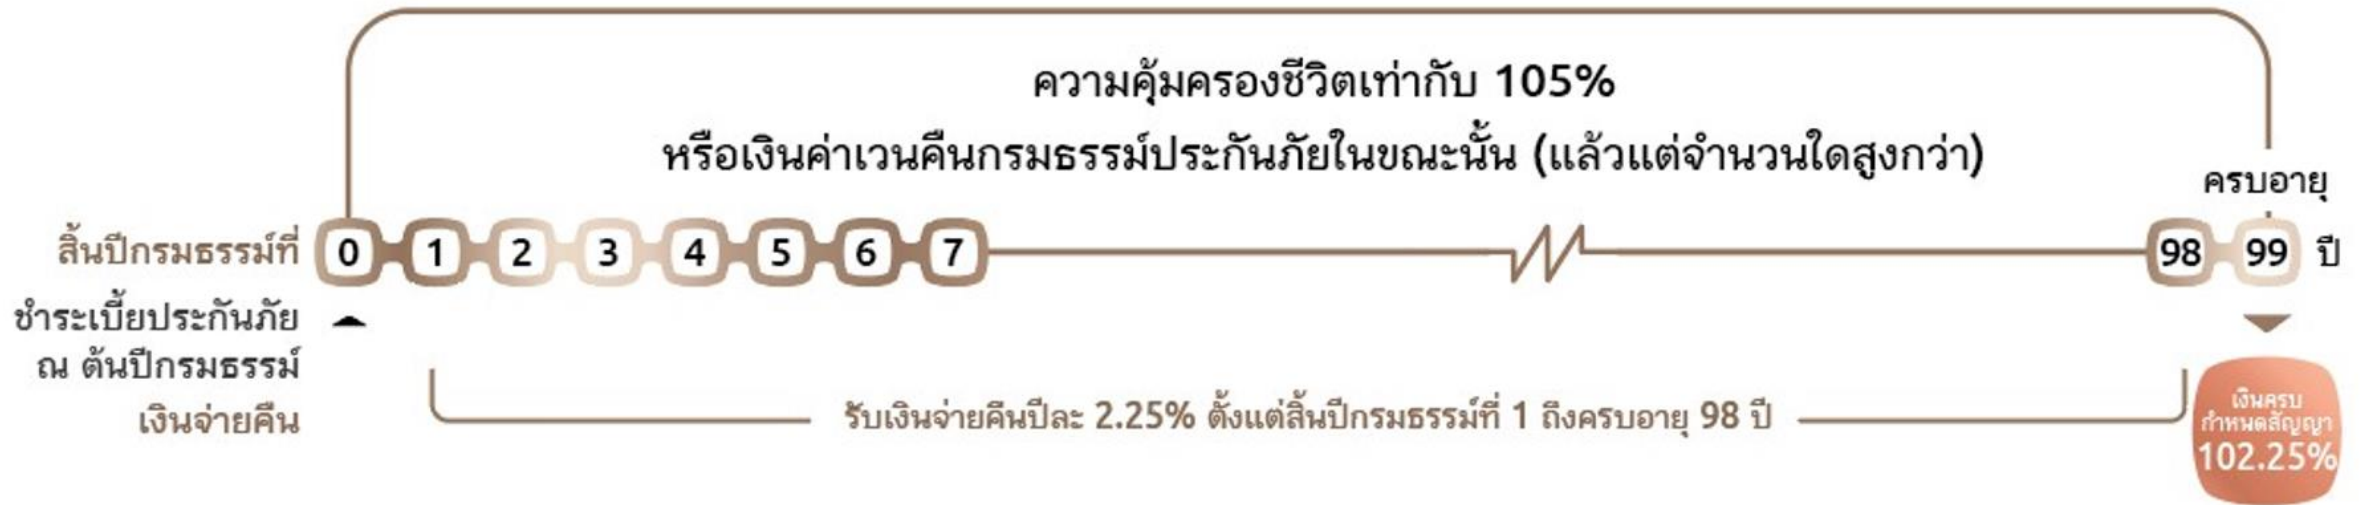 ความคุ้มครองชีวิตเท่ากับ 105%
หรือเงินค่าเวนคืนกรมธรรม์ประกันภัยในขณะนั้น (แล้วแต่จำนวนใดสูงกว่า)
ครบอายุ
สิ้นปีกรมธรรม์ที่ 0 1 2 3 4 5 6 7 98 99 ปี
ชำระเบี้ยประกันภัย
ณ ต้นปีกรมธรรม์
เงินจ่ายคืน
รับเงินจ่ายคืนปีละ 2.25% ตั้งแต่สิ้นปีกรมธรรม์ที่ 1 ถึงครบอายุ 98 ปี
เงินครบ
กำหนดสัญญา
102.25%